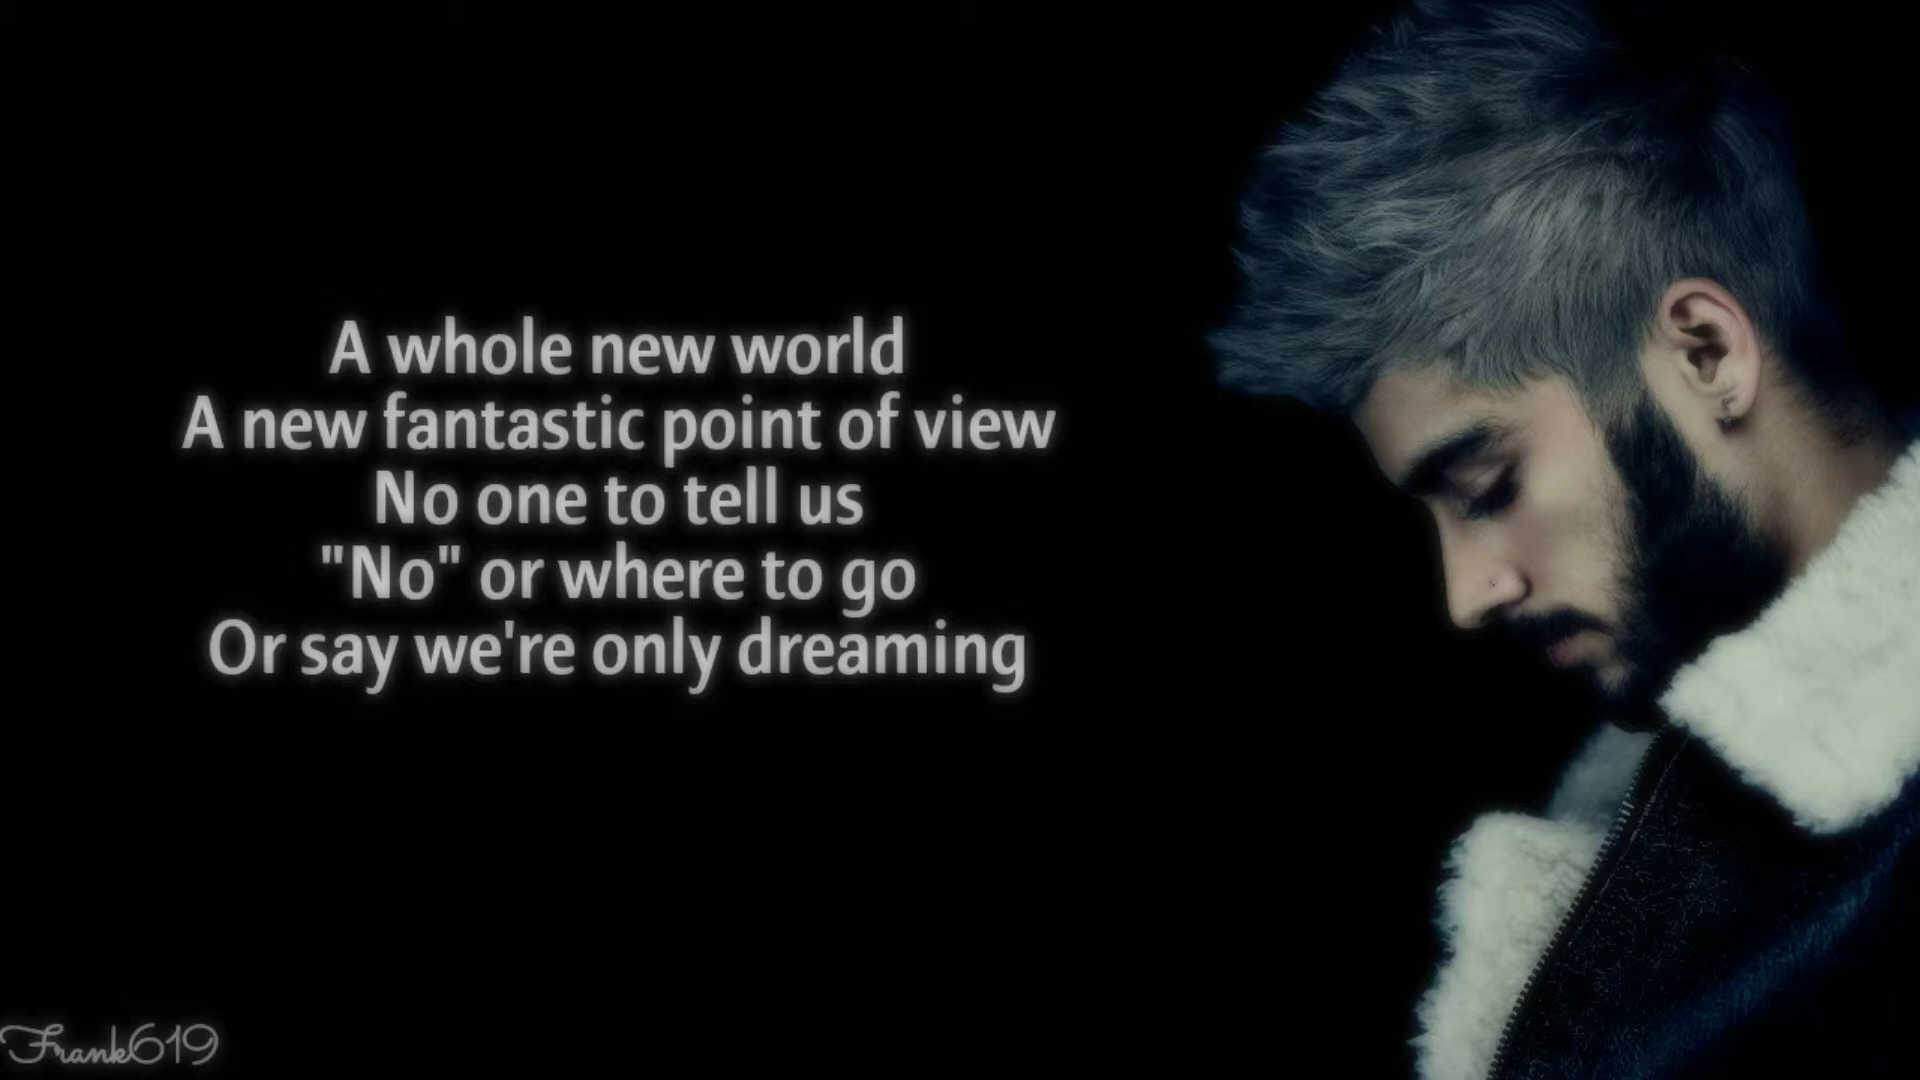 A whole new world
A new fantastic point of view
No one to tell us
"No" or where to go
Or say we're only dreaming
Frank619